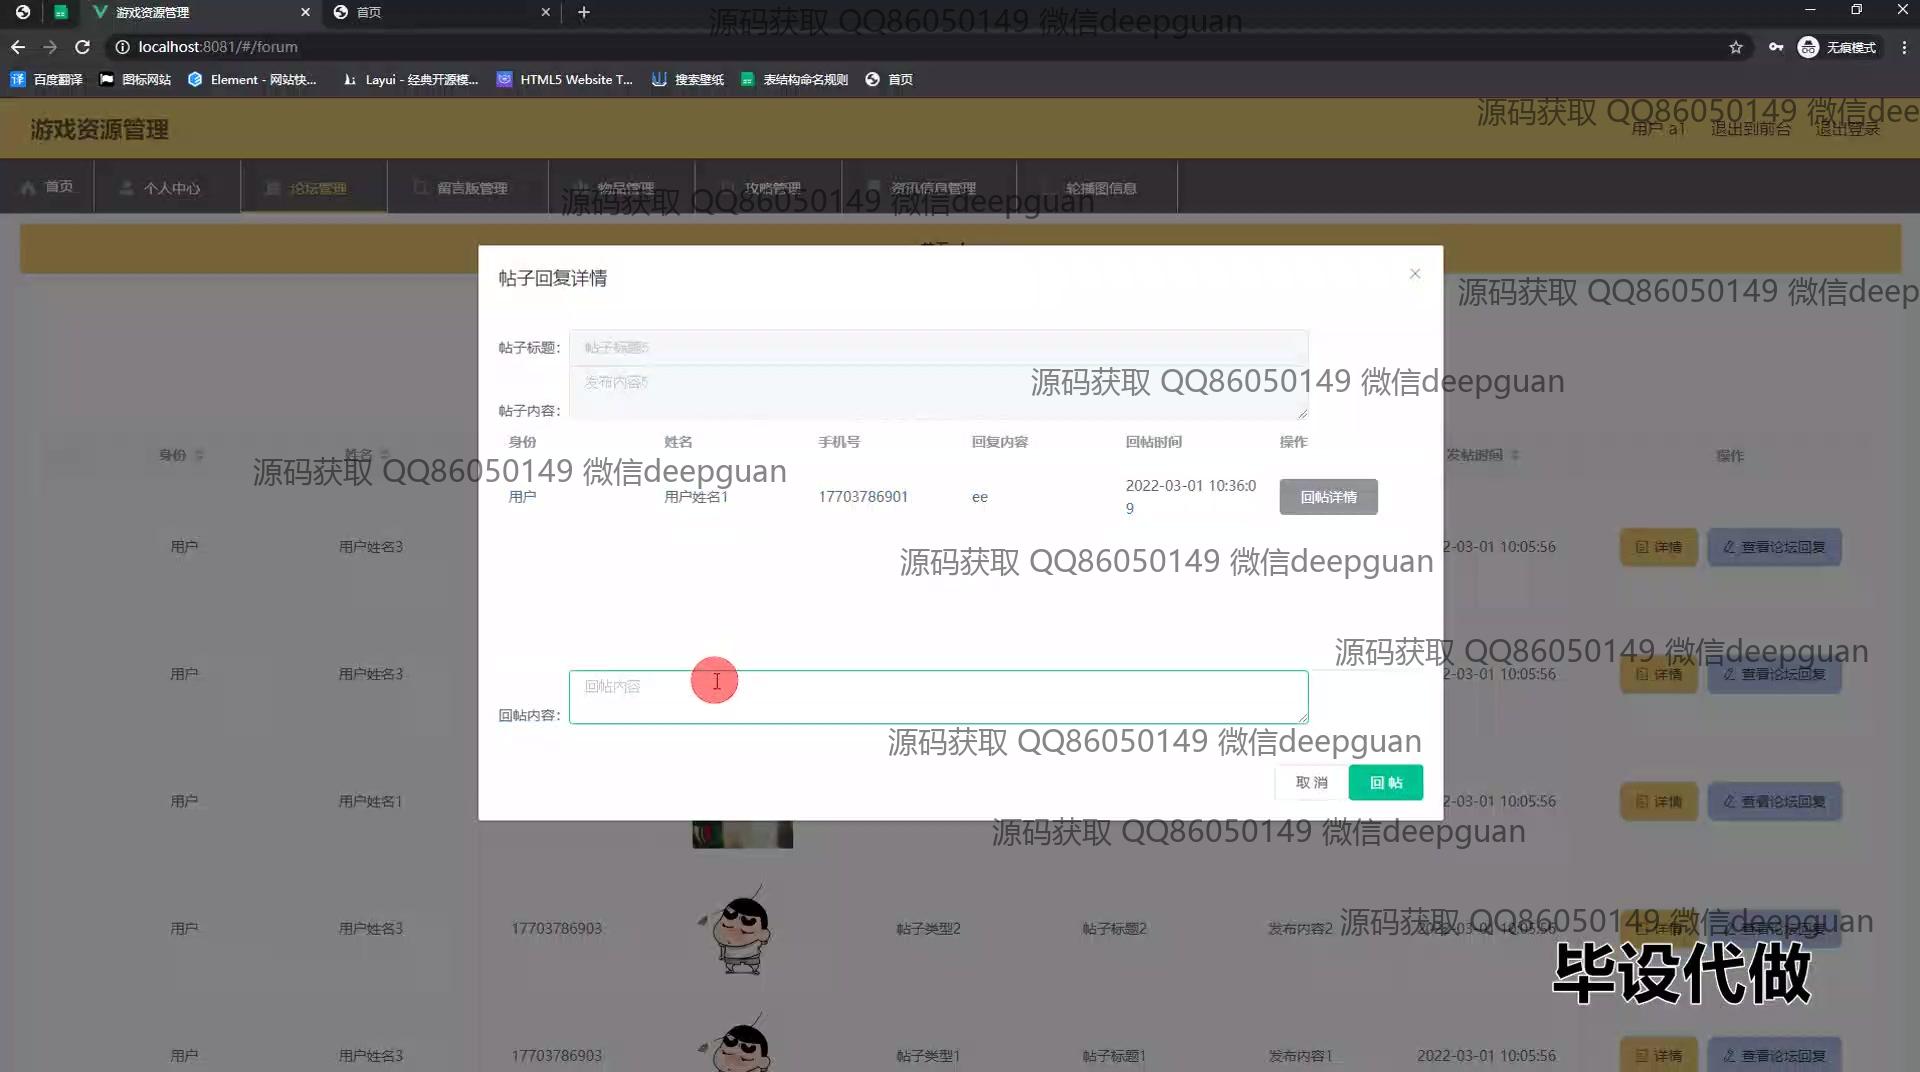 游戏资源管理
首页
localhost:8081/#/forum
无痕模式
百度翻译
图标网站
Element - 网站快...
Layui - 经典开源模...
HTML5 Website T...
搜索壁纸
表结构命名规则
首页
源码获取 QQ86050149 微信deepguan
游戏资源管理
用户 a1
退出到前台
退出登录
源码获取 QQ86050149 微信dee
首页
个人中心
论坛管理
留言版管理
物品管理
攻略管理
资讯信息管理
轮播图信息
源码获取 QQ86050149 微信deepguan
帖子回复详情
源码获取 QQ86050149 微信deep
帖子标题:
帖子标题5
发布内容5
帖子内容:
源码获取 QQ86050149 微信deepguan
身份 姓名 手机号 回复内容 回帖时间 操作
身份 姓名 发帖时间 操作
源码获取 QQ86050149 微信deepguan
用户 用户姓名1 17703786901 ee 2022-03-01 10:36:0
9
回帖详情
用户 用户姓名3 2-03-01 10:05:56 详情 查看论坛回复
源码获取 QQ86050149 微信deepguan
源码获取 QQ86050149 微信deepguan
用户 用户姓名3 2-03-01 10:05:56 详情 查看论坛回复
回帖内容
回帖内容:
源码获取 QQ86050149 微信deepguan
取消
回帖
用户 用户姓名1 2-03-01 10:05:56 详情 查看论坛回复
源码获取 QQ86050149 微信deepguan
用户 用户姓名3 17703786903 帖子类型2 帖子标题2 发布内容2 2022-03-01 10:05:56 详情 查看论坛回复
源码获取 QQ86050149 微信deepguan
毕设代做
用户 用户姓名3 17703786903 帖子类型1 帖子标题1 发布内容1 2022-03-01 10:05:56 详情 查看论坛回复